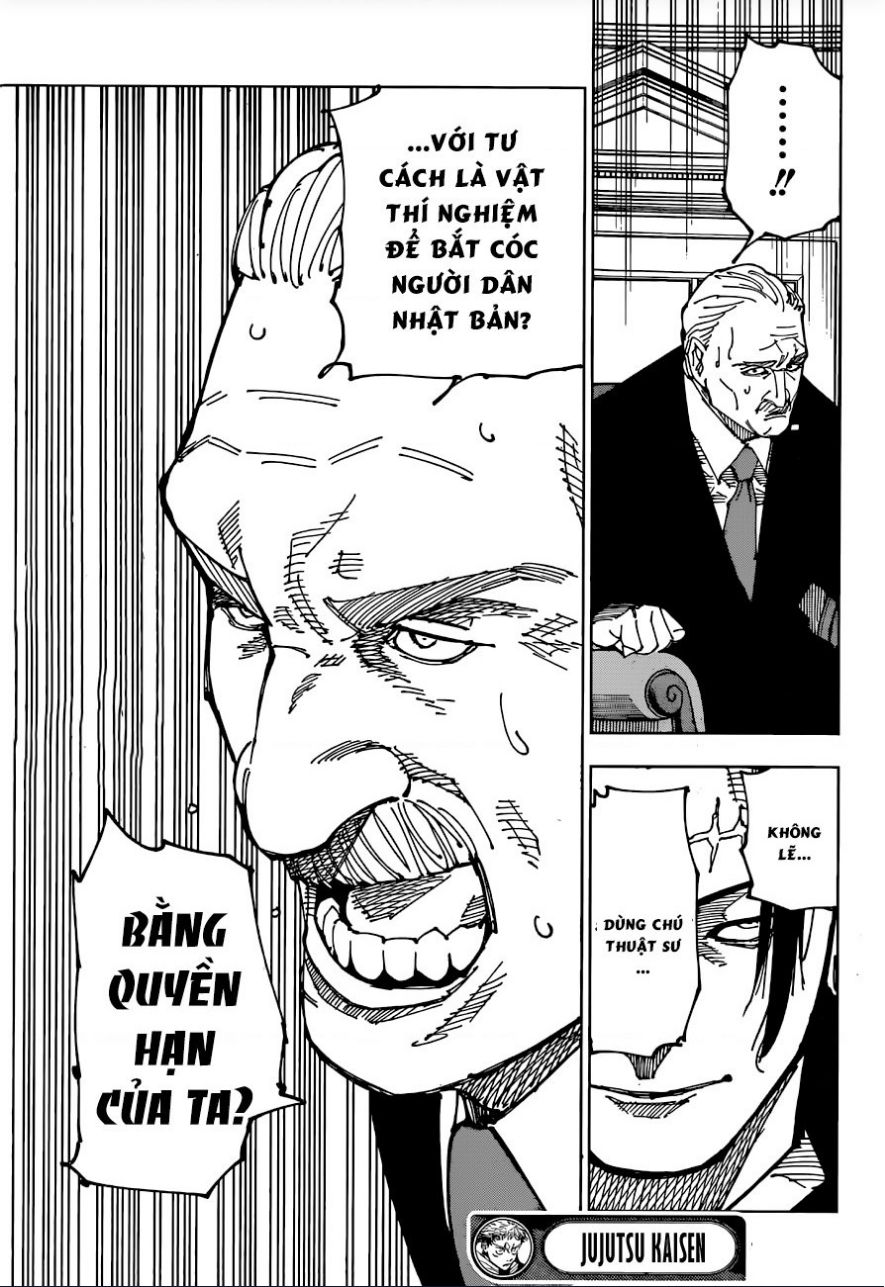 ......!!
KHÔNG
LẼ...
DÙNG CHÚ
THUẬT SƯ
...
...VỚI TƯ
CÁCH LÀ VẬT
THÍ NGHIỆM
ĐỂ BẮT CÓC
NGƯỜI DÂN
NHẬT BẢN?
BẰNG
QUYỀN
HẠN
CỦA TA?
JUJUTSU KAISEN